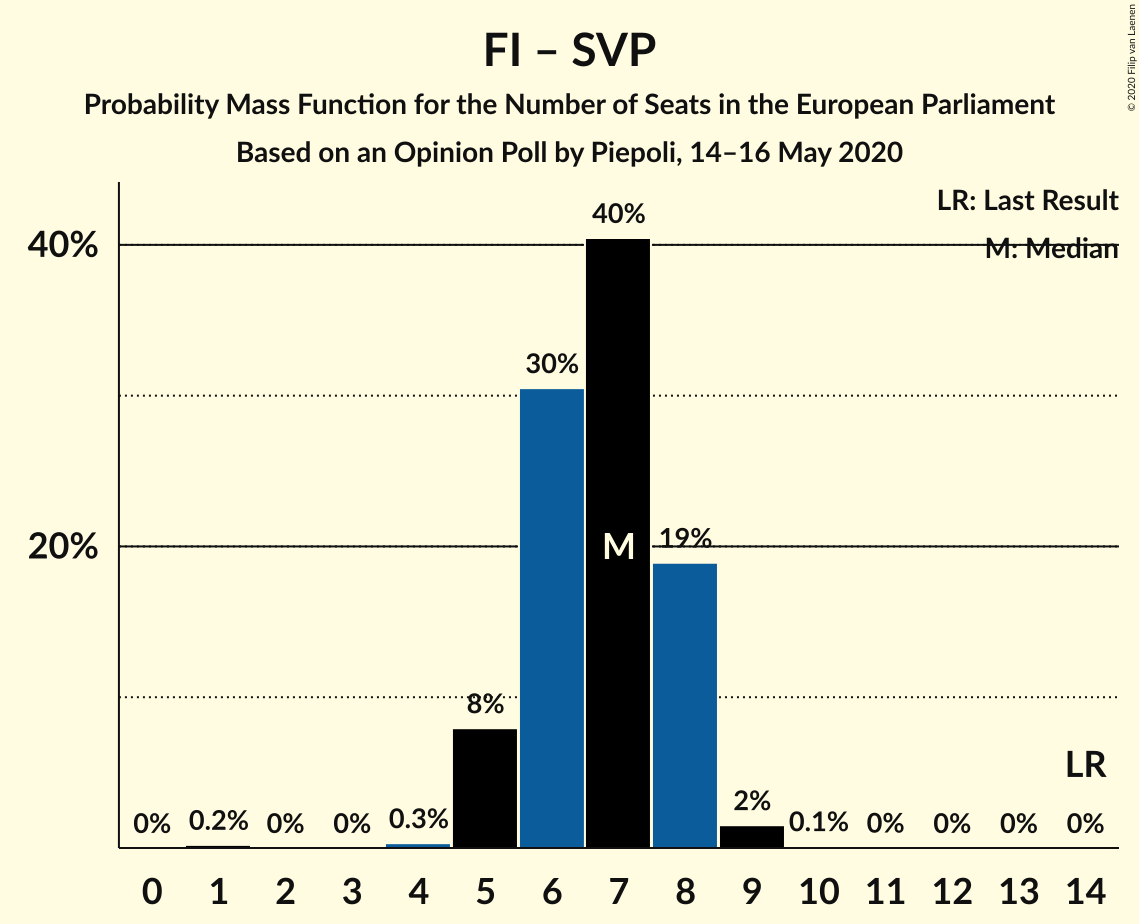 FI – SVP
Probability Mass Function for the Number of Seats in the European Parliament
Based on an Opinion Poll by Piepoli, 14–16 May 2020
© 2020 Filip van Laenen
LR: Last Result
M: Median
40%
20%
0%
0.2%
0%
0%
0.3%
8%
30%
40%
M
19%
2%
0.1%
0%
0%
0%
0%
LR
0 1 2 3 4 5 6 7 8 9 10 11 12 13 14